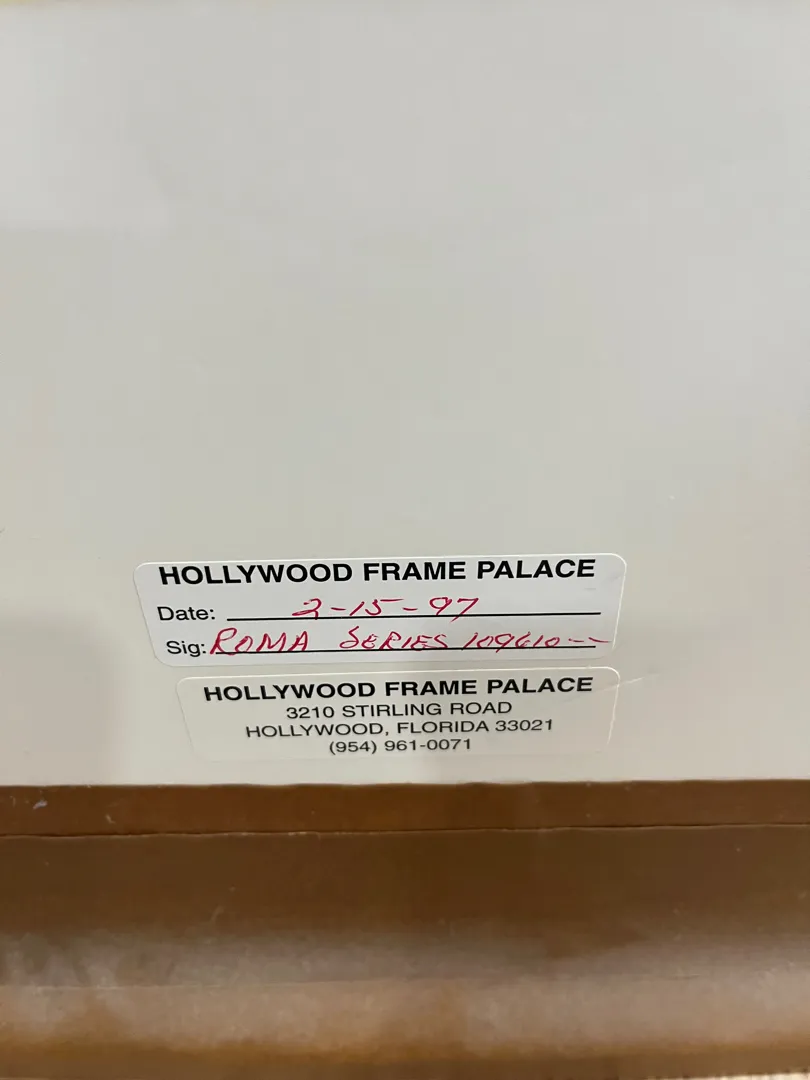 HOLLYWOOD FRAME PALACE
Date: 2-15-97
Sig: ROMA SERIES 109610--
HOLLYWOOD FRAME PALACE
3210 STIRLING ROAD
HOLLYWOOD, FLORIDA 33021
(954) 961-0071